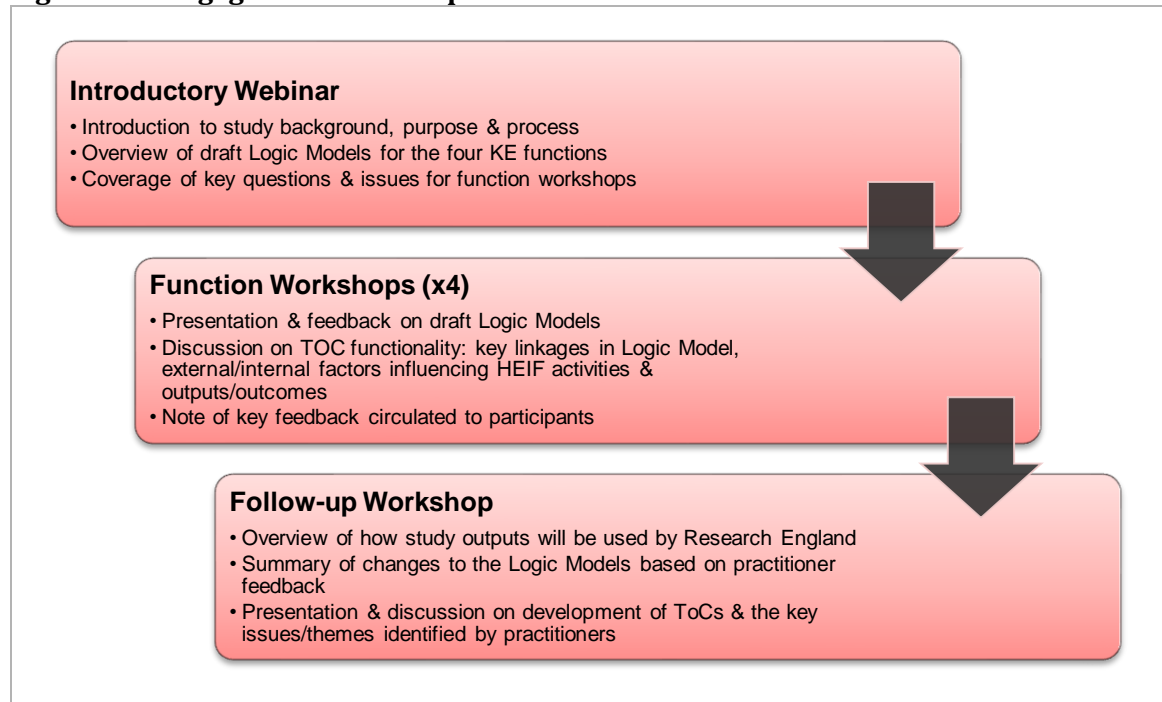 Introductory Webinar
• Introduction to study background, purpose & process
• Overview of draft Logic Models for the four KE functions
• Coverage of key questions & issues for function workshops
Function Workshops (x4)
• Presentation & feedback on draft Logic Models
• Discussion on TOC functionality: key linkages in Logic Model,
external/internal factors influencing HEIF activities &
outputs/outcomes
• Note of key feedback circulated to participants
Follow-up Workshop
• Overview of how study outputs will be used by Research England
• Summary of changes to the Logic Models based on practitioner
feedback
• Presentation & discussion on development of ToCs & the key
issues/themes identified by practitioners